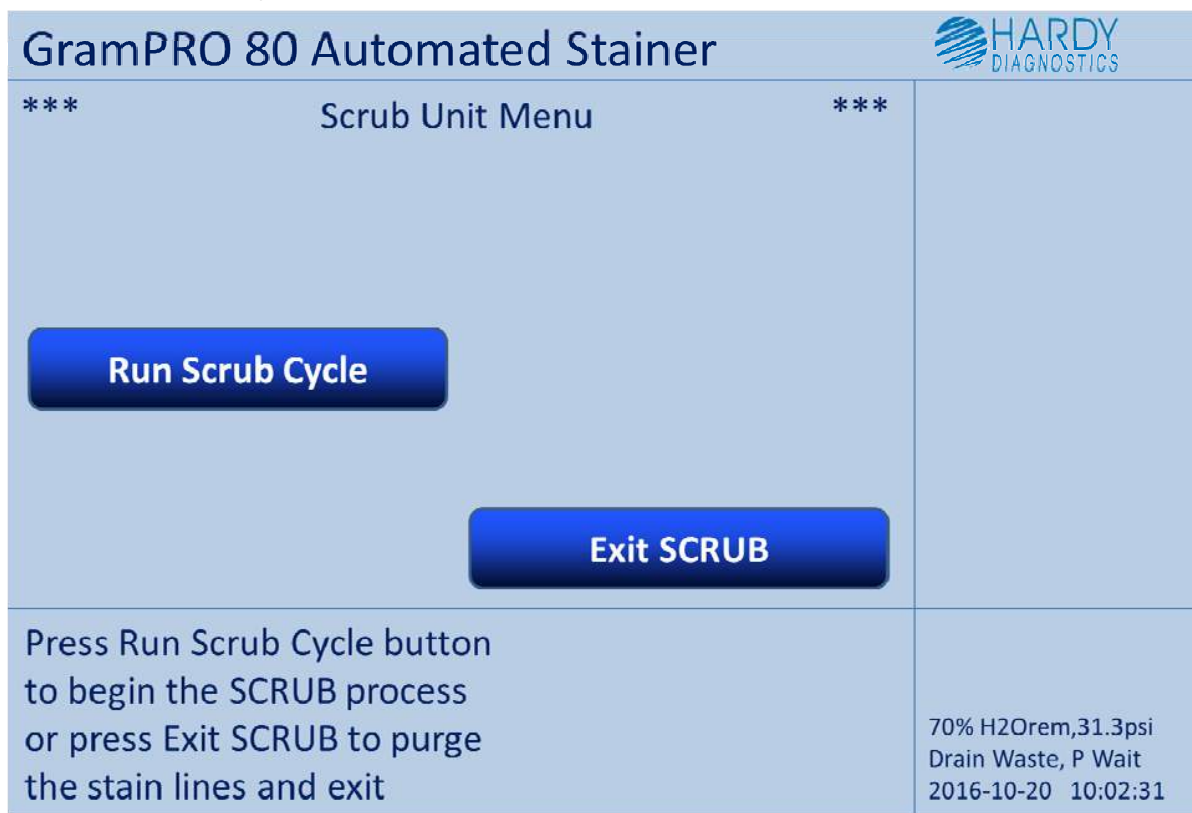 GramPRO 80 Automated Stainer
HARDY
DIAGNOSTICS
*** Scrub Unit Menu ***
Run Scrub Cycle
Exit SCRUB
Press Run Scrub Cycle button
to begin the SCRUB process
or press Exit SCRUB to purge
the stain lines and exit
70% H2Orem,31.3psi
Drain Waste, P Wait
2016-10-20 10:02:31